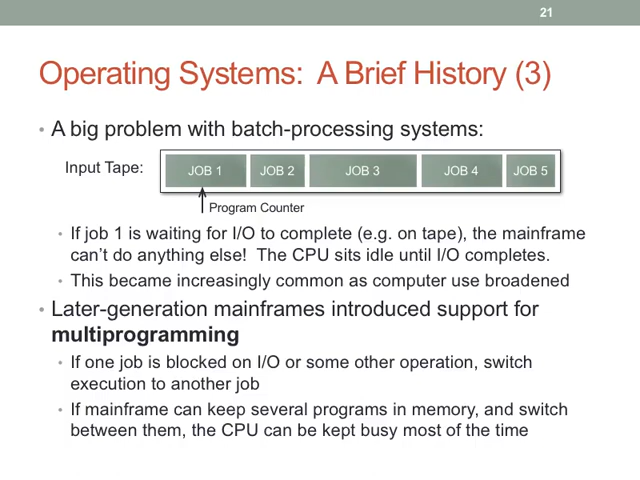 21
Operating Systems:  A Brief History (3)
• A big problem with batch-processing systems:
Input Tape: JOB 1 JOB 2 JOB 3 JOB 4 JOB 5
Program Counter
• If job 1 is waiting for I/O to complete (e.g. on tape), the mainframe
can't do anything else!  The CPU sits idle until I/O completes.
• This became increasingly common as computer use broadened
• Later-generation mainframes introduced support for
multiprogramming
• If one job is blocked on I/O or some other operation, switch
execution to another job
• If mainframe can keep several programs in memory, and switch
between them, the CPU can be kept busy most of the time